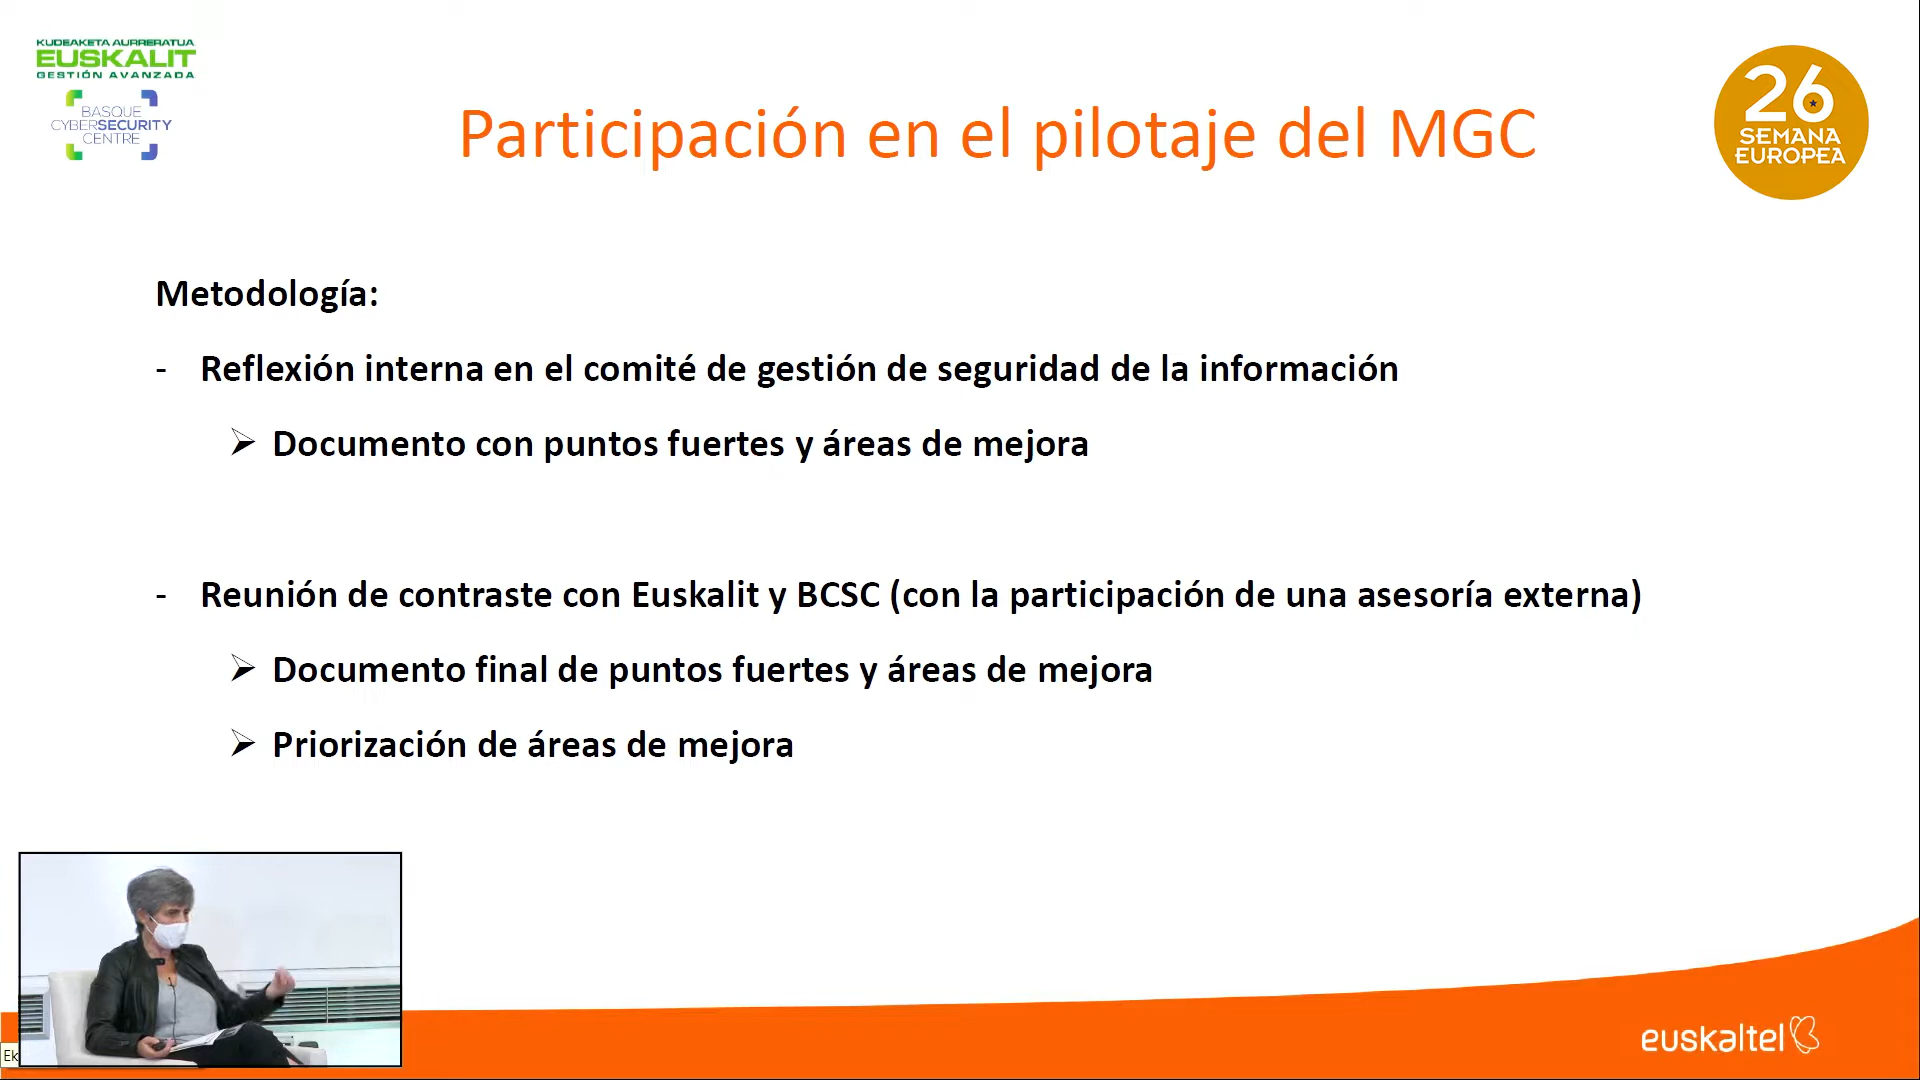 KUDEAKETA AURRERATUA
EUSKALIT
GESTIÓN AVANZADA
BASQUE
CYBERSECURITY
CENTRE
Participación en el pilotaje del MGC
26
SEMANA
EUROPEA
Metodología:
- Reflexión interna en el comité de gestión de seguridad de la información
➢ Documento con puntos fuertes y áreas de mejora
- Reunión de contraste con Euskalit y BCSC (con la participación de una asesoría externa)
➢ Documento final de puntos fuertes y áreas de mejora
➢ Priorización de áreas de mejora
Ek
euskaltel